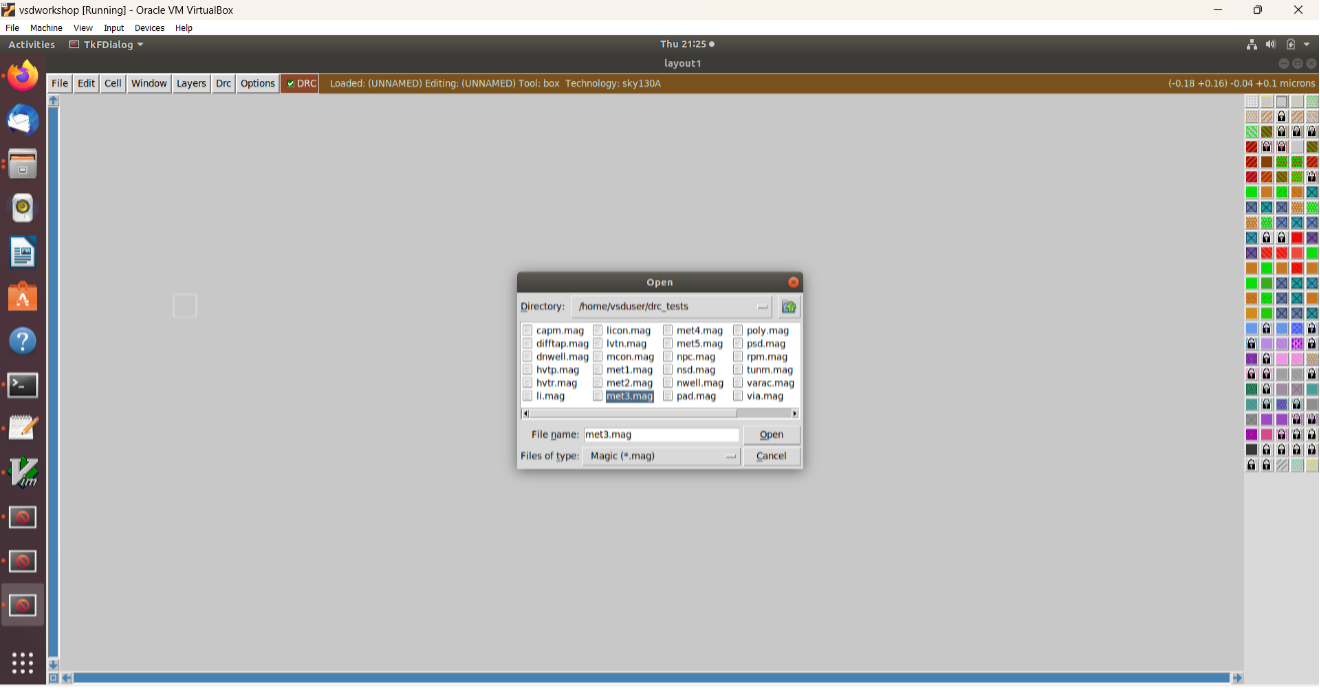 vsdworkshop [Running] - Oracle VM VirtualBox
File Machine View Input Devices Help
Activities TkFDialog Thu 21:25
layout1
File Edit Cell Window Layers Drc Options DRC Loaded: (UNNAMED) Editing: (UNNAMED) Tool: box Technology: sky130A (-0.18 +0.16) -0.04 +0.1 microns
Open
Directory: /home/vsduser/drc_tests
capm.mag licon.mag met4.mag poly.mag
difftap.mag lvtn.mag met5.mag psd.mag
dnwell.mag mcon.mag npc.mag rpm.mag
hvtp.mag met1.mag nsd.mag tunm.mag
hvtr.mag met2.mag nwell.mag varac.mag
li.mag met3.mag pad.mag via.mag
File name: met3.mag Open
Files of type: Magic (*.mag) Cancel
Vim